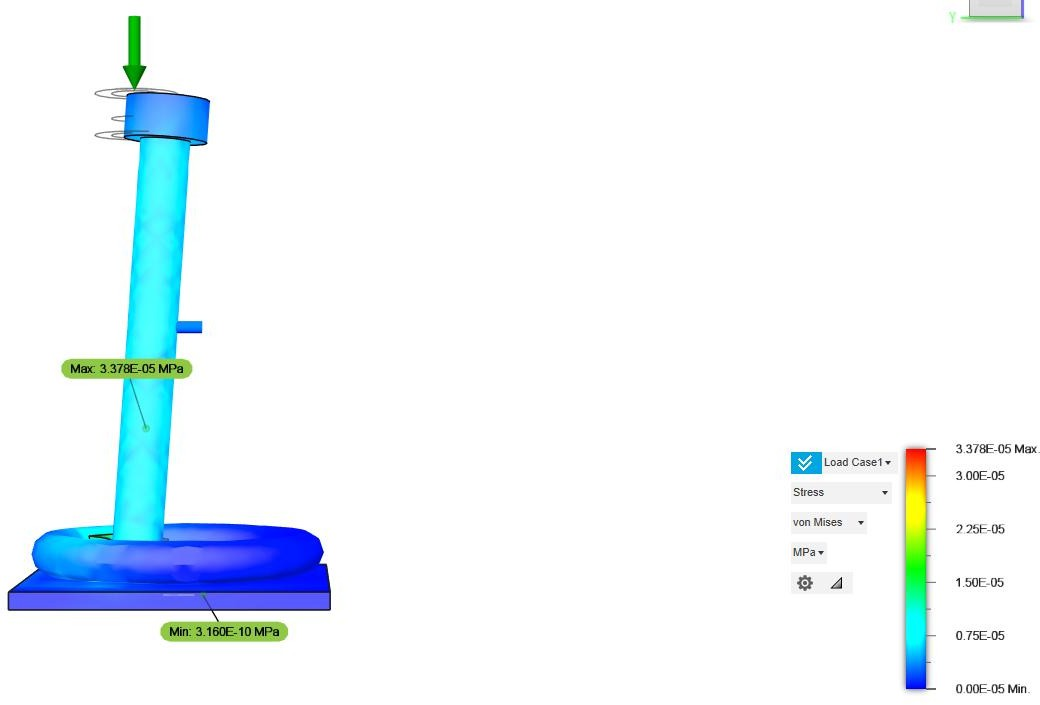 Y
Max: 3.378E-05 MPa
Min: 3.160E-10 MPa
Load Case1
Stress
von Mises
MPa
3.378E-05 Max.
3.00E-05
2.25E-05
1.50E-05
0.75E-05
0.00E-05 Min.